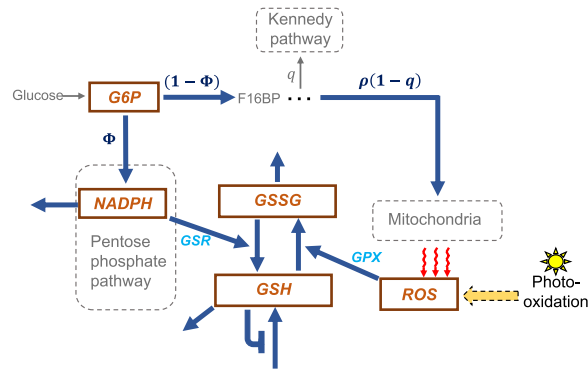 Kennedy
pathway
(1 − Φ)
q
ρ(1 − q)
Glucose
G6P
F16BP ...
Φ
NADPH
GSSG
Mitochondria
Pentose
phosphate
pathway
GSR
GPX
GSH
ROS
Photo-
oxidation